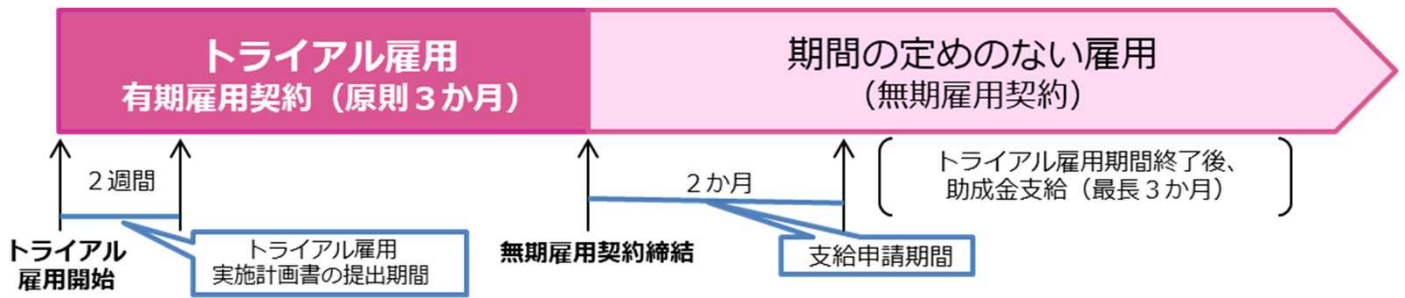 トライアル雇用
有期雇用契約（原則３か月）
期間の定めのない雇用
（無期雇用契約）
２週間
２か月
トライアル雇用期間終了後、
助成金支給（最長３か月）
トライアル
雇用開始
トライアル雇用
実施計画書の提出期間
無期雇用契約締結
支給申請期間